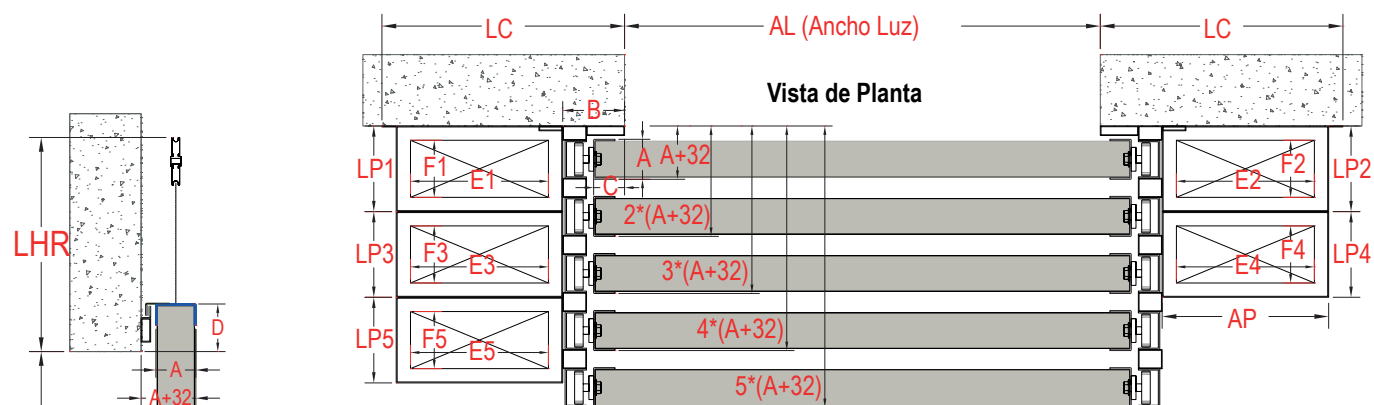 LC
AL (Ancho Luz)
LC
Vista de Planta
B
LP1
F1
E1
A
A+32
C
F2
E2
LP2
2*(A+32)
LHR
LP3
F3
E3
3*(A+32)
F4
E4
LP4
D
LP5
F5
E5
4*(A+32)
AP
A
A+32
5*(A+32)